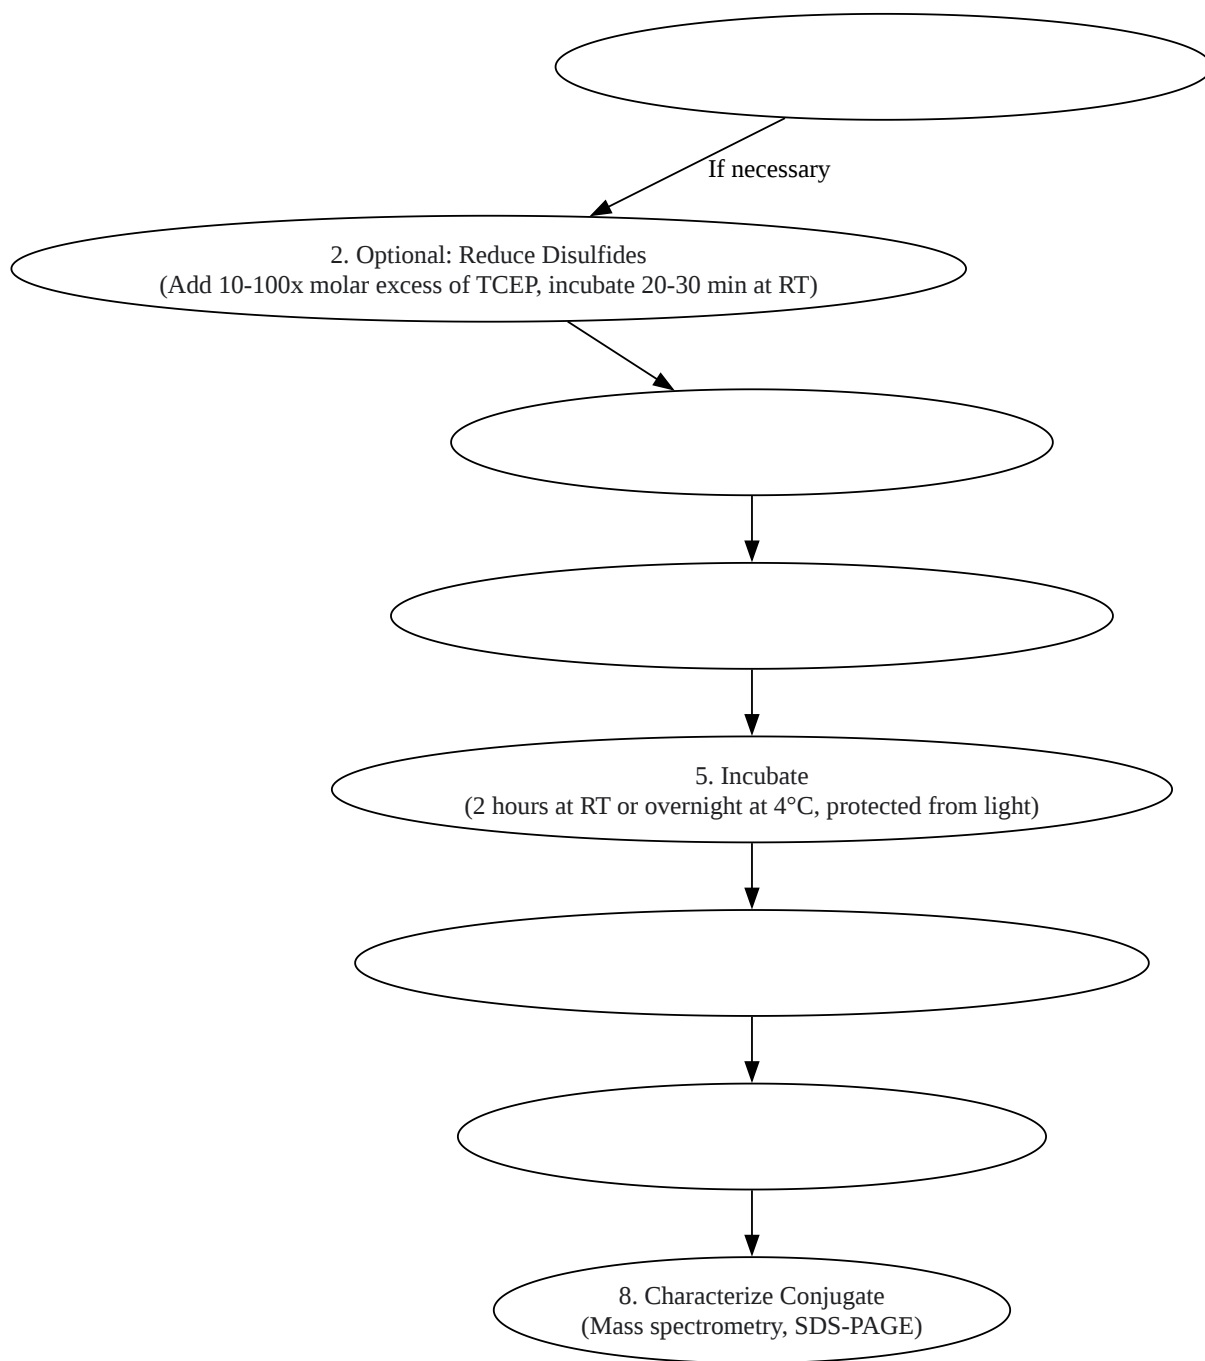 If necessary
2. Optional: Reduce Disulfides
(Add 10-100x molar excess of TCEP, incubate 20-30 min at RT)
5. Incubate
(2 hours at RT or overnight at 4°C, protected from light)
8. Characterize Conjugate
(Mass spectrometry, SDS-PAGE)